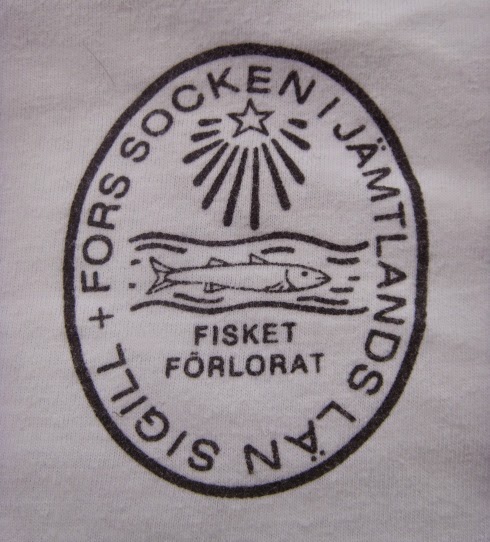 + FORS SOCKEN I JÄMTLANDS LÄN SIGILL
FISKET
FÖRLORAT